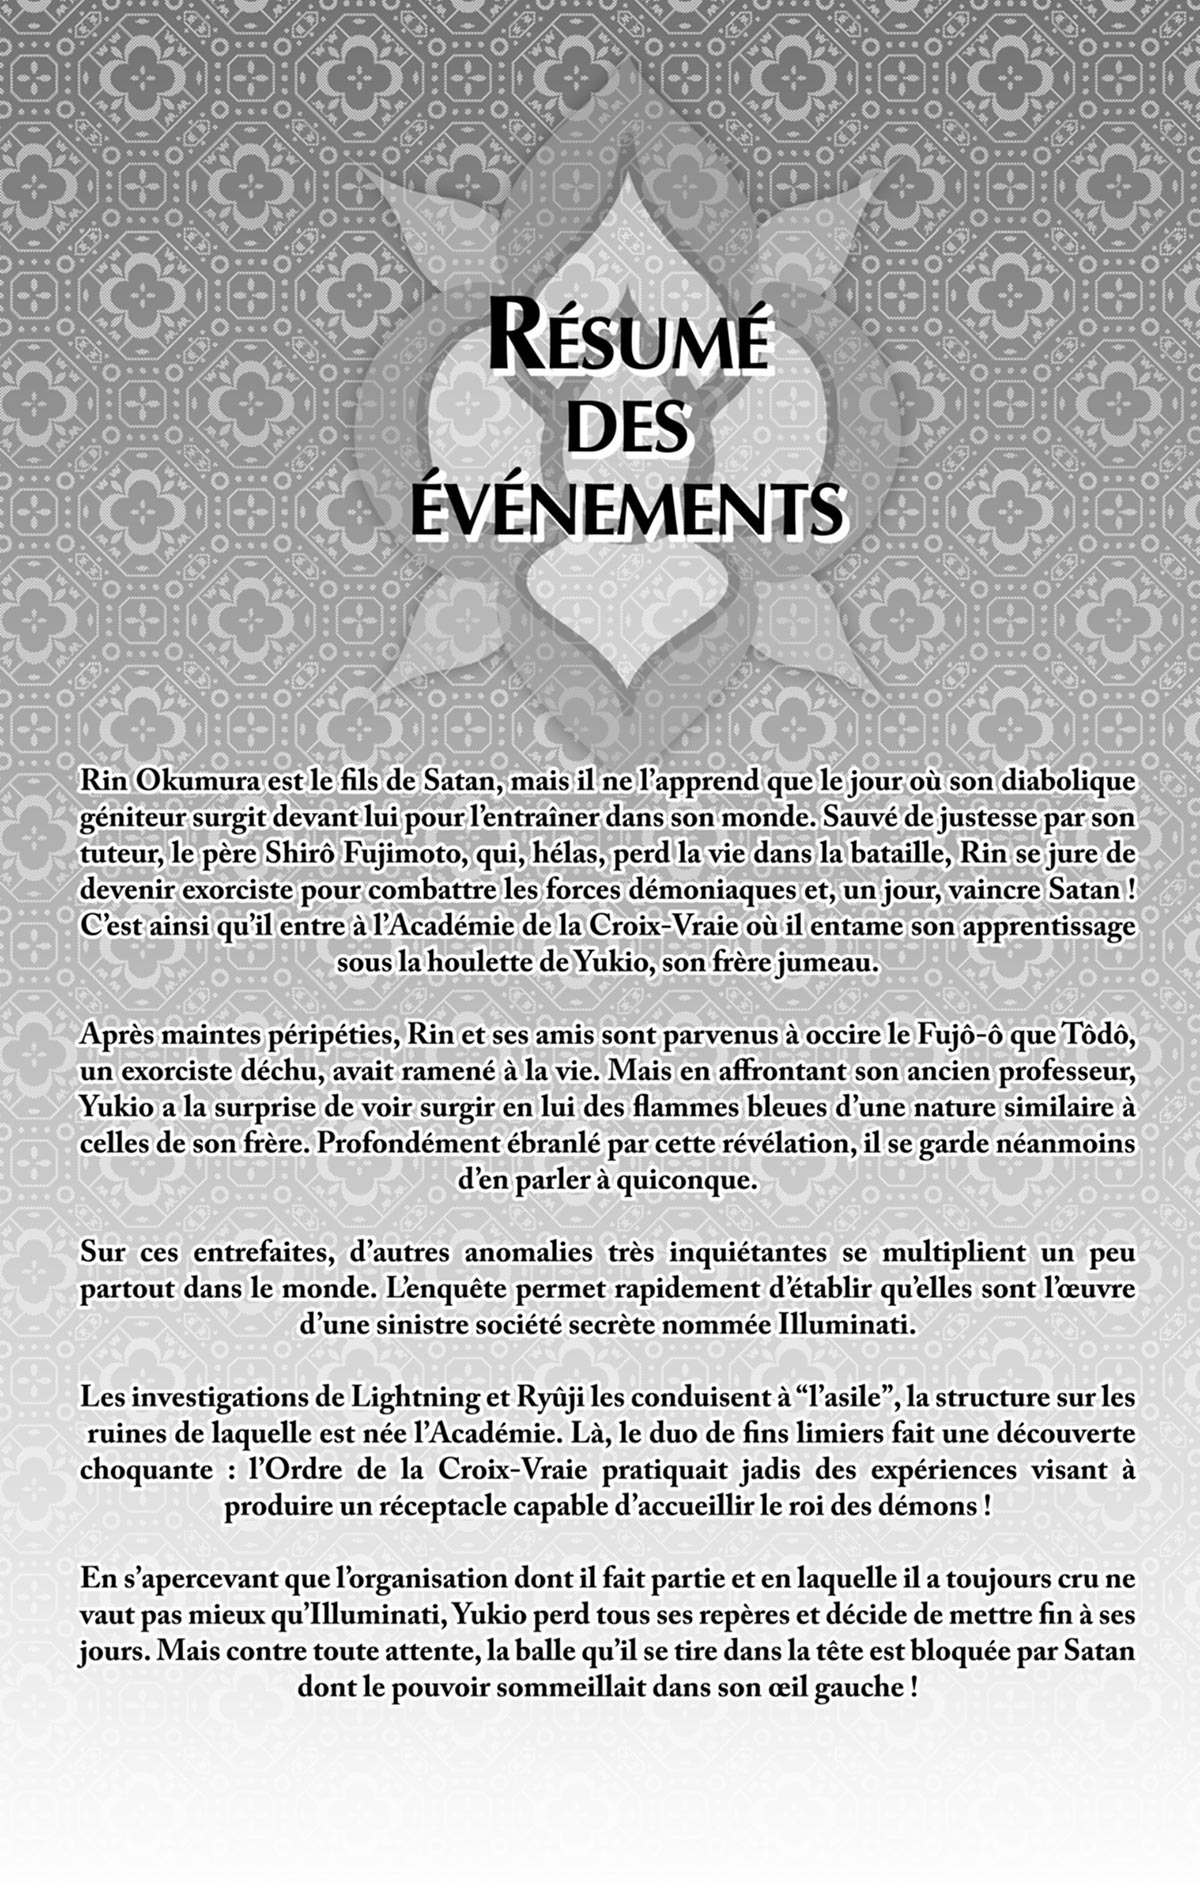 RÉSUMÉ
DES
ÉVÉNEMENTS
Rin Okumura est le fils de Satan, mais il ne l’apprend que le jour où son diabolique
géniteur surgit devant lui pour l’entraîner dans son monde. Sauvé de justesse par son
tuteur, le père Shirô Fujimoto, qui, hélas, perd la vie dans la bataille, Rin se jure de
devenir exorciste pour combattre les forces démoniaques et, un jour, vaincre Satan !
C’est ainsi qu’il entre à l’Académie de la Croix-Vraie où il entame son apprentissage
sous la houlette de Yukio, son frère jumeau.
Après maintes péripéties, Rin et ses amis sont parvenus à occire le Fujô-ô que Tôdô,
un exorciste déchu, avait ramené à la vie. Mais en affrontant son ancien professeur,
Yukio a la surprise de voir surgir en lui des flammes bleues d’une nature similaire à
celles de son frère. Profondément ébranlé par cette révélation, il se garde néanmoins
d’en parler à quiconque.
Sur ces entrefaites, d’autres anomalies très inquiétantes se multiplient un peu
partout dans le monde. L’enquête permet rapidement d’établir qu’elles sont l’œuvre
d’une sinistre société secrète nommée Illuminati.
Les investigations de Lightning et Ryûji les conduisent à “l’asile”, la structure sur les
ruines de laquelle est née l’Académie. Là, le duo de fins limiers fait une découverte
choquante : l’Ordre de la Croix-Vraie pratiquait jadis des expériences visant à
produire un réceptacle capable d’accueillir le roi des démons !
En s’apercevant que l’organisation dont il fait partie et en laquelle il a toujours cru ne
vaut pas mieux qu’Illuminati, Yukio perd tous ses repères et décide de mettre fin à ses
jours. Mais contre toute attente, la balle qu’il se tire dans la tête est bloquée par Satan
dont le pouvoir sommeillait dans son œil gauche !